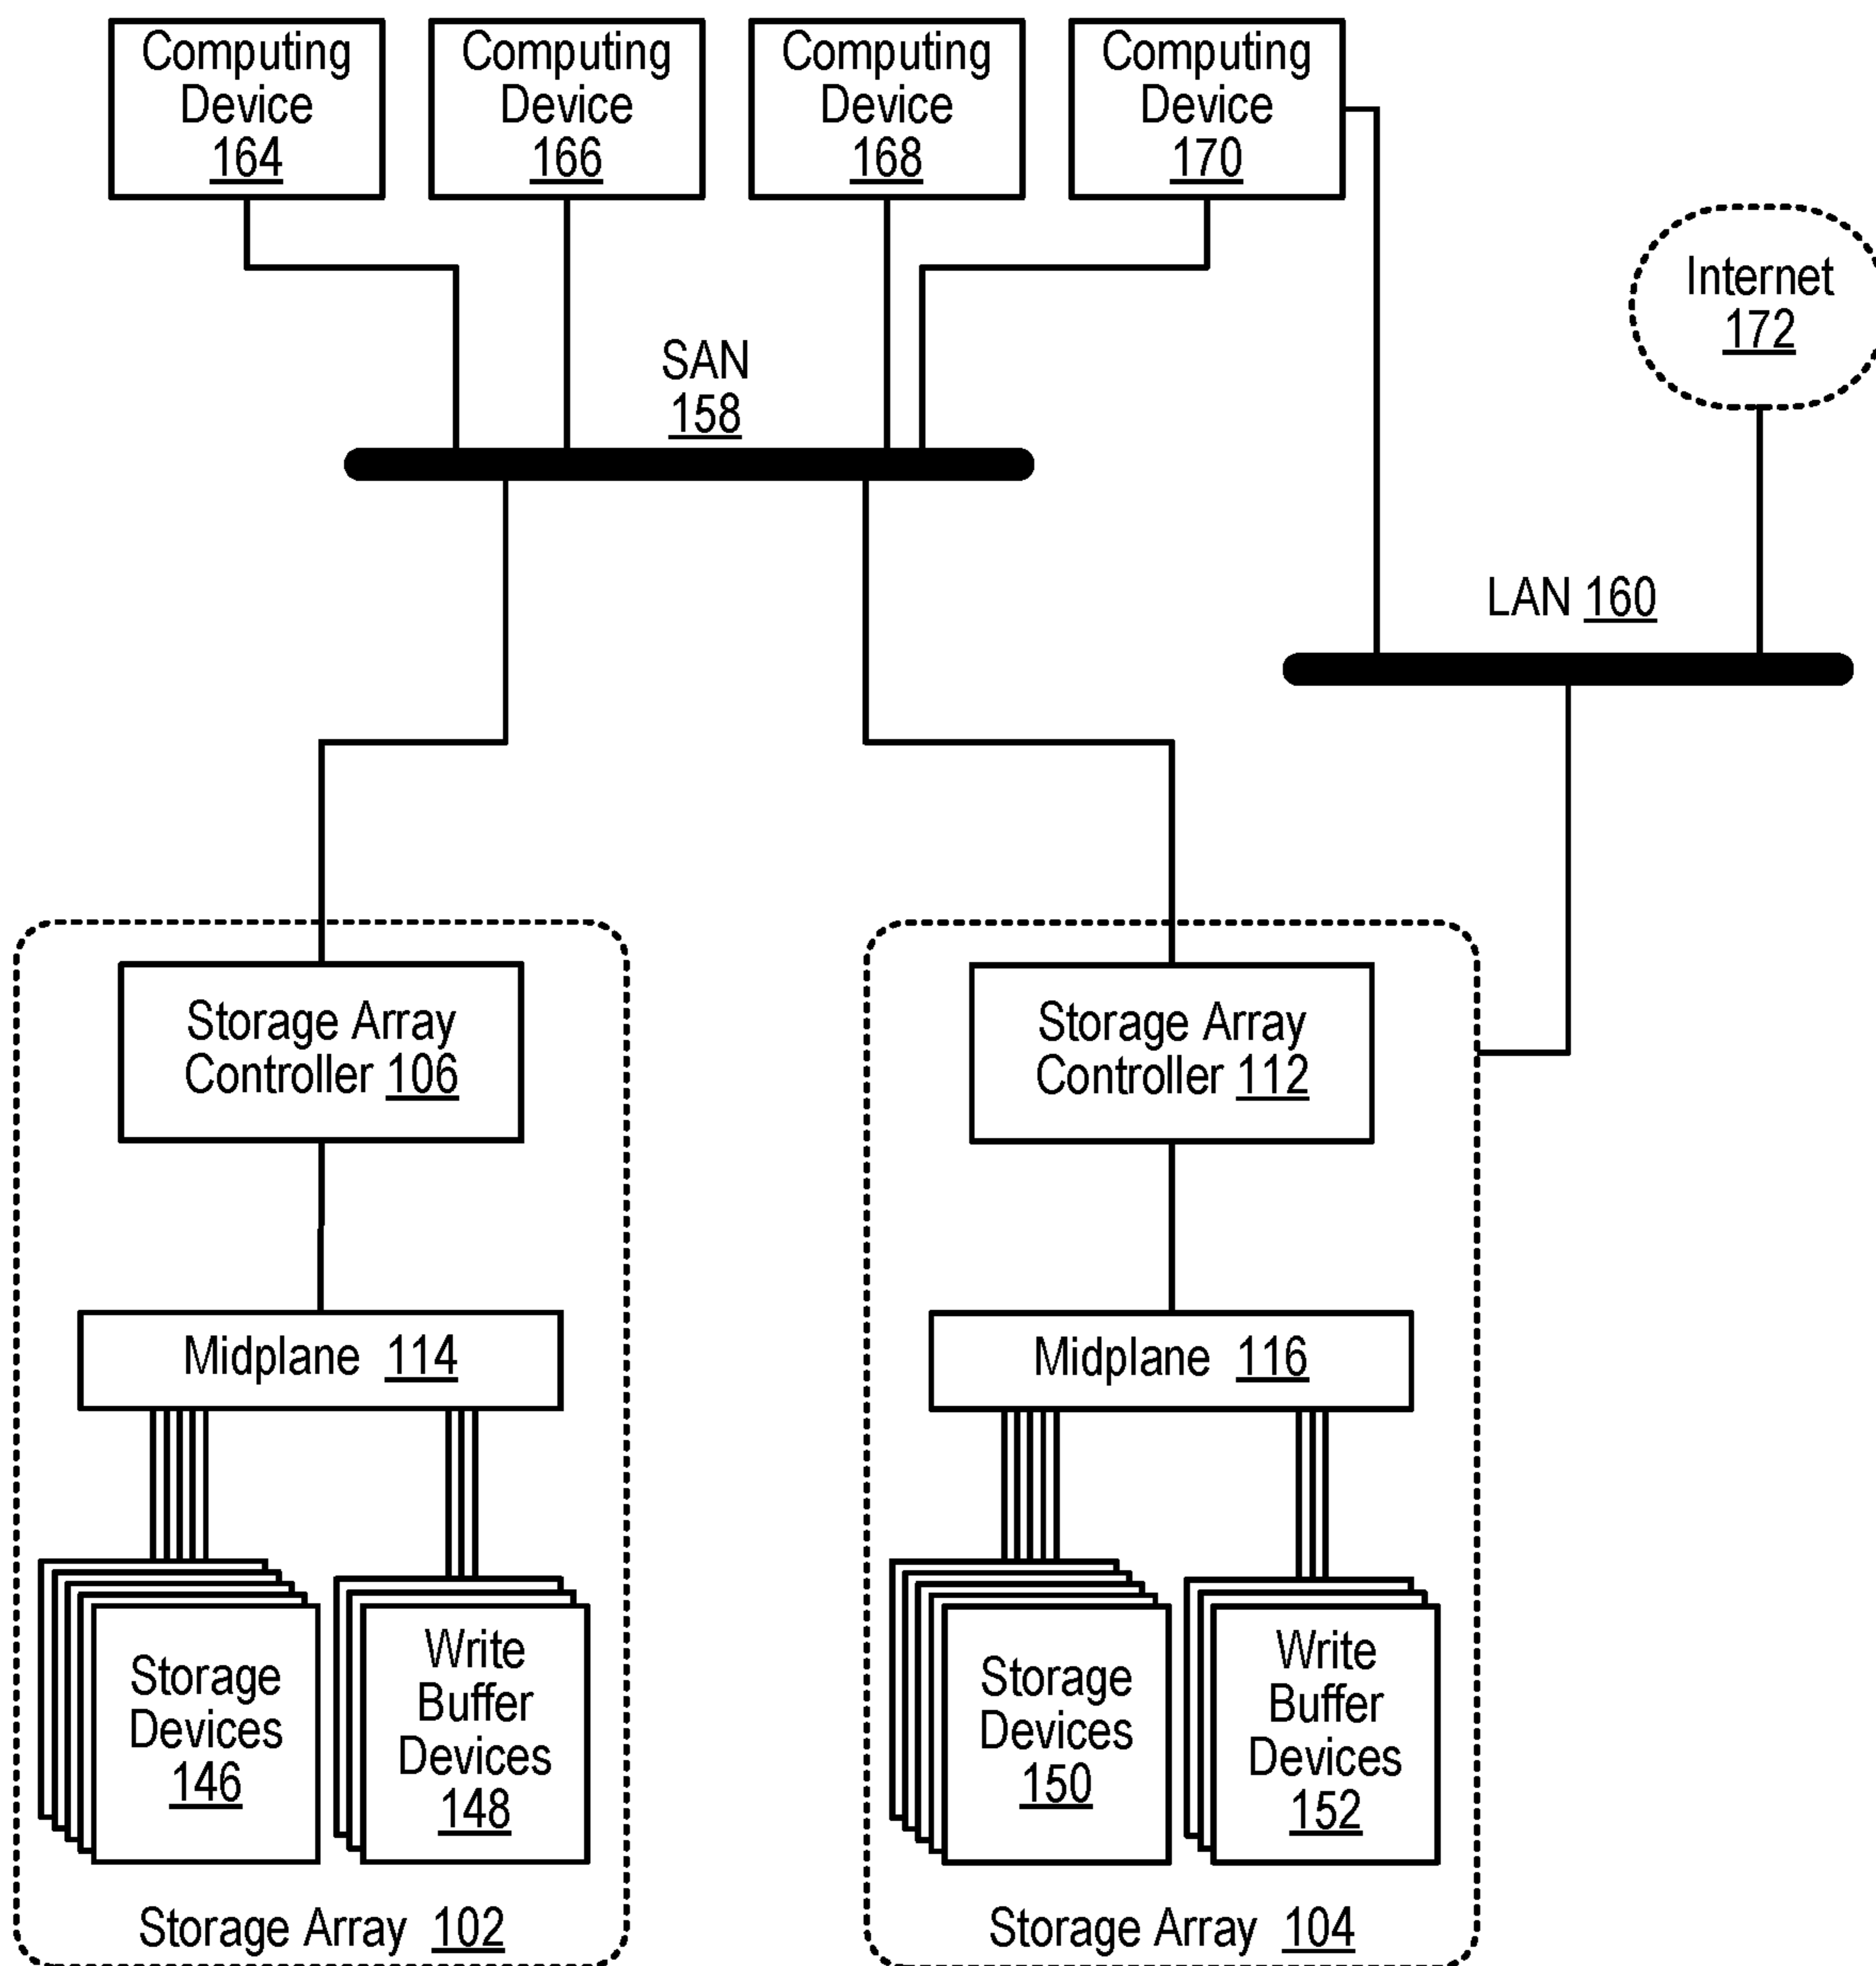 Computing
Device
164
Computing
Device
166
Computing
Device
168
Computing
Device
170
Internet
172
SAN
158
LAN 160
Storage Array
Controller 106
Storage Array
Controller 112
Midplane 114
Midplane 116
Storage
Devices
146
Write
Buffer
Devices
148
Storage
Devices
150
Write
Buffer
Devices
152
Storage Array 102
Storage Array 104